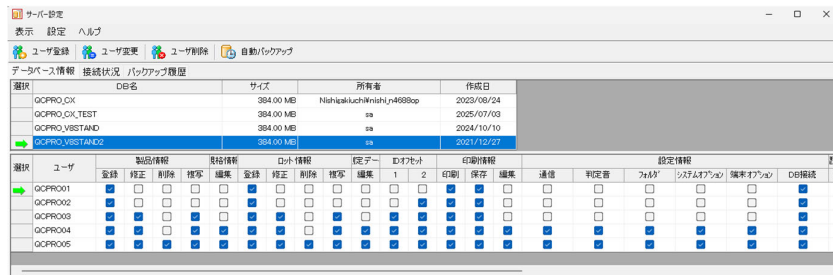 サーバー設定
表示 設定 ヘルプ
ユーザ登録 ユーザ変更 ユーザ削除 自動バックアップ
データベース情報 接続状況 バックアップ履歴
選択 DB名 サイズ 所有者 作成日
QCPRO_CX 384.00 MB Nishigakiuchi¥nishi_n4688op 2023/08/24
QCPRO_CX_TEST 384.00 MB sa 2025/07/03
QCPRO_V8STAND 384.00 MB sa 2024/10/10
QCPRO_V8STAND2 384.00 MB sa 2021/12/27
選択 ユーザ 製品情報 規格情報 ロット情報 定デー IDオフセット 印刷情報 設定情報
登録 修正 削除 複写 編集 登録 修正 削除 複写 編集 1 2 印刷 保存 編集 通信 判定音 フォルダ システムオプション 端末オプション DB接続
QCPRO01
QCPRO02
QCPRO03
QCPRO04
QCPRO05